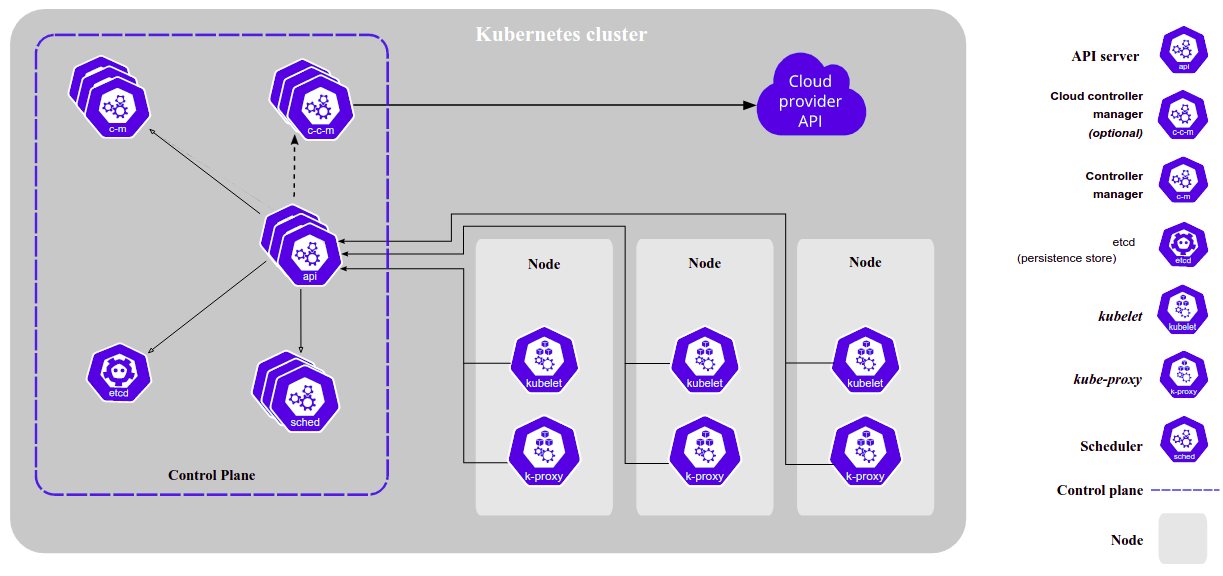 Kubernetes cluster
c-m
c-c-m
Cloud
provider
API
api
etcd
sched
Control Plane
Node
kubelet
k-proxy
Node
kubelet
k-proxy
Node
kubelet
k-proxy
API server
api
Cloud controller
manager
(optional)
c-c-m
Controller
manager
c-m
etcd
(persistence store)
etcd
kubelet
kubelet
kube-proxy
k-proxy
Scheduler
sched
Control plane
Node